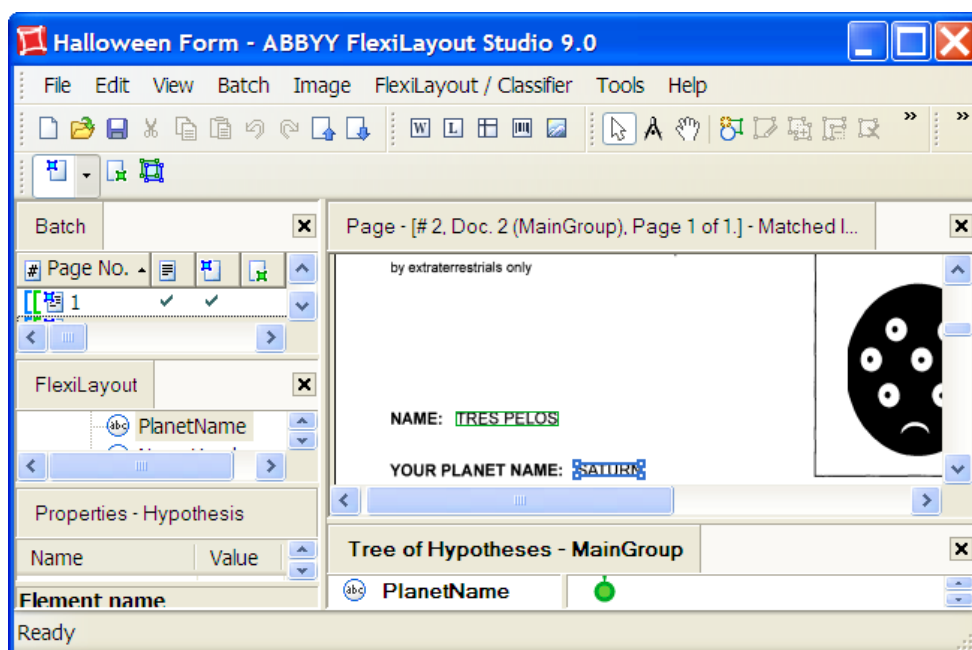 Halloween Form - ABBYY FlexiLayout Studio 9.0
File Edit View Batch Image FlexiLayout / Classifier Tools Help
Batch
Page No.
1
FlexiLayout
PlanetName
Properties - Hypothesis
Name Value
Element name
Page - [# 2, Doc. 2 (MainGroup), Page 1 of 1.] - Matched l...
by extraterrestrials only
NAME: TRES PELOS
YOUR PLANET NAME: SATURN
Tree of Hypotheses - MainGroup
abc PlanetName
Ready